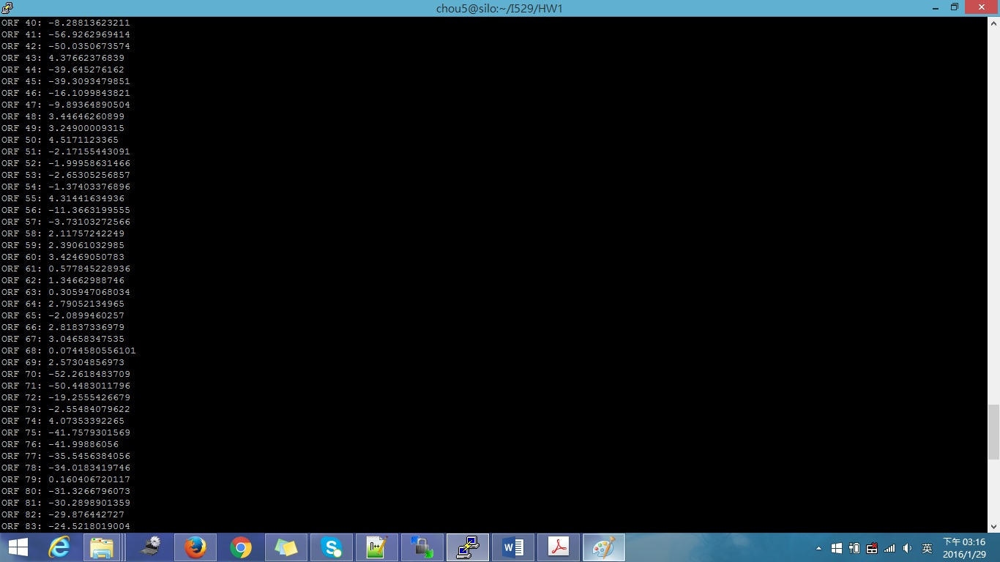 chou5@silo:~/I529/HW1
ORF 40: -8.28813623211
ORF 41: -56.9262969414
ORF 42: -50.0350673574
ORF 43: 4.37662376839
ORF 44: -39.645276162
ORF 45: -39.3093479851
ORF 46: -16.1099843821
ORF 47: -9.89364890504
ORF 48: 3.44646260899
ORF 49: 3.24900009315
ORF 50: 4.5171123365
ORF 51: -2.17155443091
ORF 52: -1.99958631466
ORF 53: -2.65305256857
ORF 54: -1.37403376896
ORF 55: 4.31441634936
ORF 56: -11.3663199555
ORF 57: -3.73103272566
ORF 58: 2.11757242249
ORF 59: 2.39061032985
ORF 60: 3.42469050783
ORF 61: 0.577845228936
ORF 62: 1.34662988746
ORF 63: 0.305947068034
ORF 64: 2.79052134965
ORF 65: -2.0899460257
ORF 66: 2.81837336979
ORF 67: 3.04658347535
ORF 68: 0.0744580556101
ORF 69: 2.57304856973
ORF 70: -52.2618483709
ORF 71: -50.4483011796
ORF 72: -19.2555426679
ORF 73: -2.55484079622
ORF 74: 4.07353392265
ORF 75: -41.7579301569
ORF 76: -41.99886056
ORF 77: -35.5456384056
ORF 78: -34.0183419746
ORF 79: 0.160406720117
ORF 80: -31.3266796073
ORF 81: -30.2898901359
ORF 82: -29.876442727
ORF 83: -24.5218019004
英
下午 03:16
2016/1/29